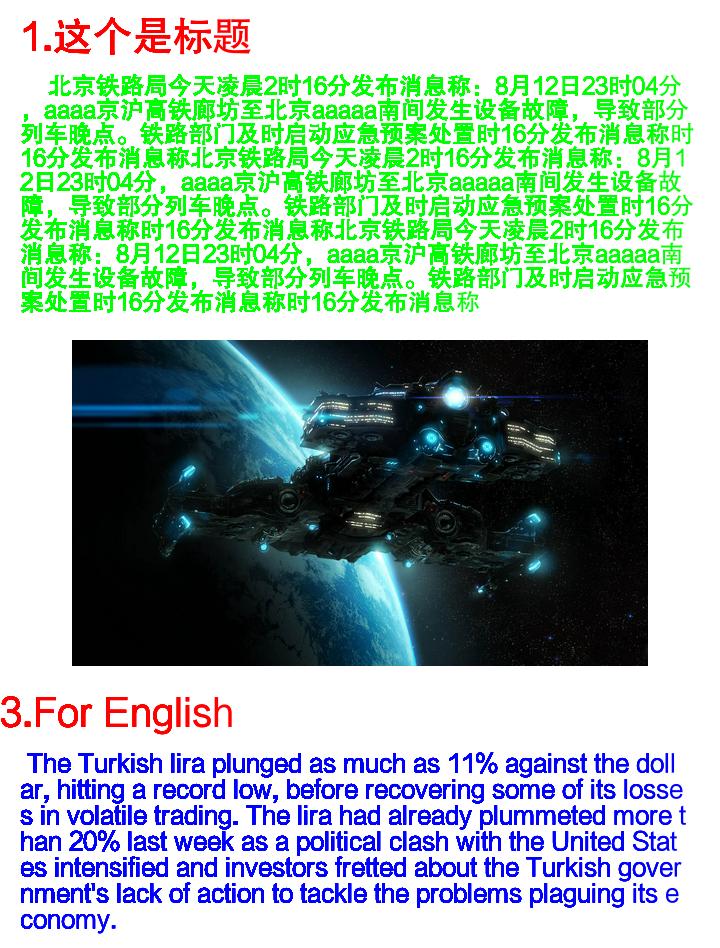 1.这个是标题
北京铁路局今天凌晨2时16分发布消息称：8月12日23时04分
，aaaa京沪高铁廊坊至北京aaaaa南间发生设备故障，导致部分
列车晚点。铁路部门及时启动应急预案处置时16分发布消息称时
16分发布消息称北京铁路局今天凌晨2时16分发布消息称：8月1
2日23时04分，aaaa京沪高铁廊坊至北京aaaaa南间发生设备故
障，导致部分列车晚点。铁路部门及时启动应急预案处置时16分
发布消息称时16分发布消息称北京铁路局今天凌晨2时16分发布
消息称：8月12日23时04分，aaaa京沪高铁廊坊至北京aaaaa南
间发生设备故障，导致部分列车晚点。铁路部门及时启动应急预
案处置时16分发布消息称时16分发布消息称
3.For English
The Turkish lira plunged as much as 11% against the doll
ar, hitting a record low, before recovering some of its losse
s in volatile trading. The lira had already plummeted more t
han 20% last week as a political clash with the United Stat
es intensified and investors fretted about the Turkish gover
nment's lack of action to tackle the problems plaguing its e
conomy.